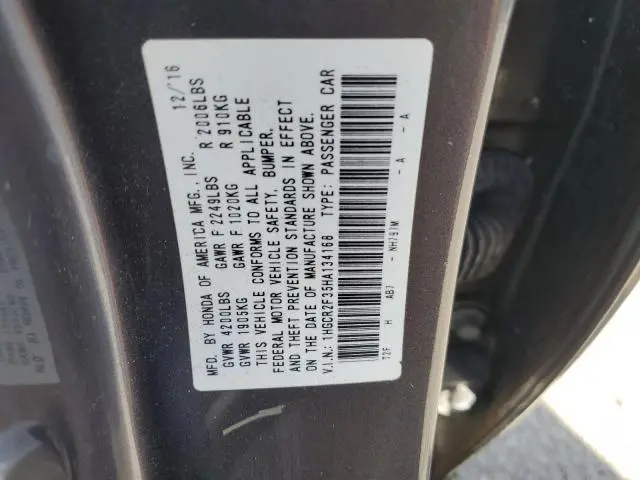 MFD. BY HONDA OF AMERICA MFG., INC. 12/16
GVWR 4200LBS GAWR F 2249LBS R 2006LBS
GVWR 1905KG GAWR F 1020KG R 910KG
THIS VEHICLE CONFORMS TO ALL APPLICABLE
FEDERAL MOTOR VEHICLE SAFETY, BUMPER,
AND THEFT PREVENTION STANDARDS IN EFFECT
ON THE DATE OF MANUFACTURE SHOWN ABOVE.
V.I.N.: 1HGCR2F35HA134168 TYPE: PASSENGER CAR
T2F H AB7 - NH797M - A - A